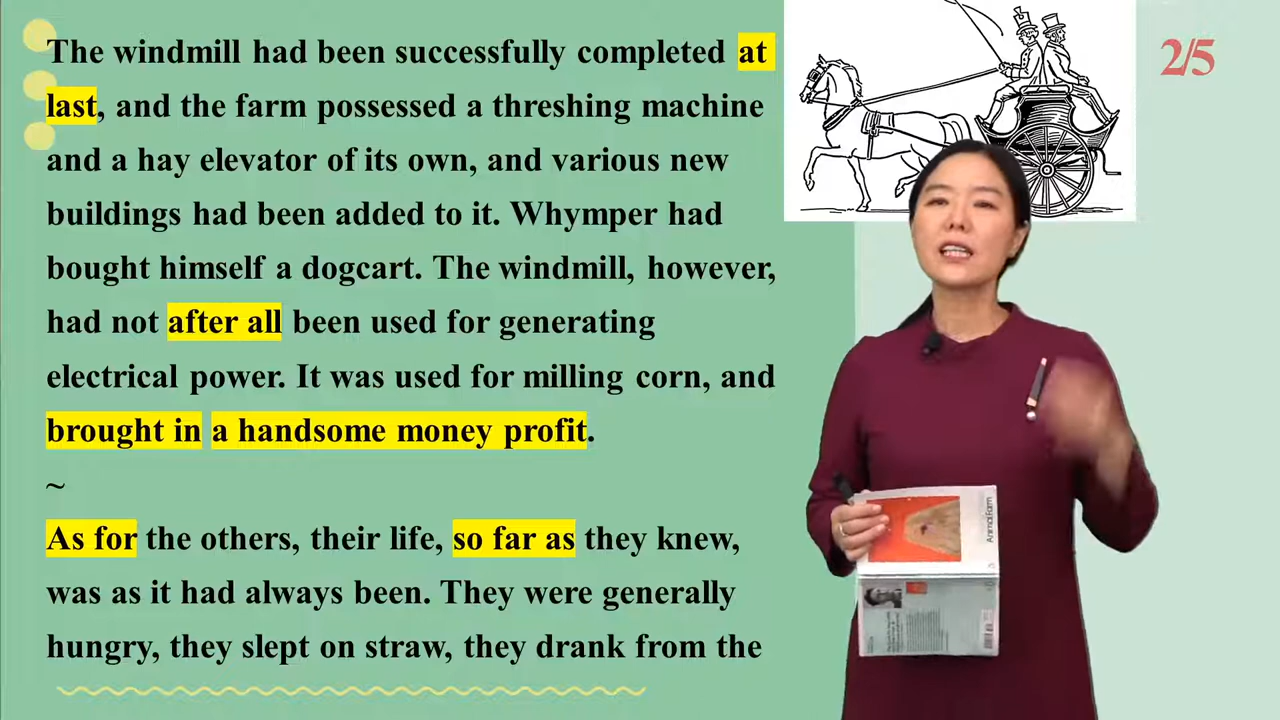 The windmill had been successfully completed at
last, and the farm possessed a threshing machine
and a hay elevator of its own, and various new
buildings had been added to it. Whymper had
bought himself a dogcart. The windmill, however,
had not after all been used for generating
electrical power. It was used for milling corn, and
brought in a handsome money profit.
~
As for the others, their life, so far as they knew,
was as it had always been. They were generally
hungry, they slept on straw, they drank from the
2/5
Animal Farm